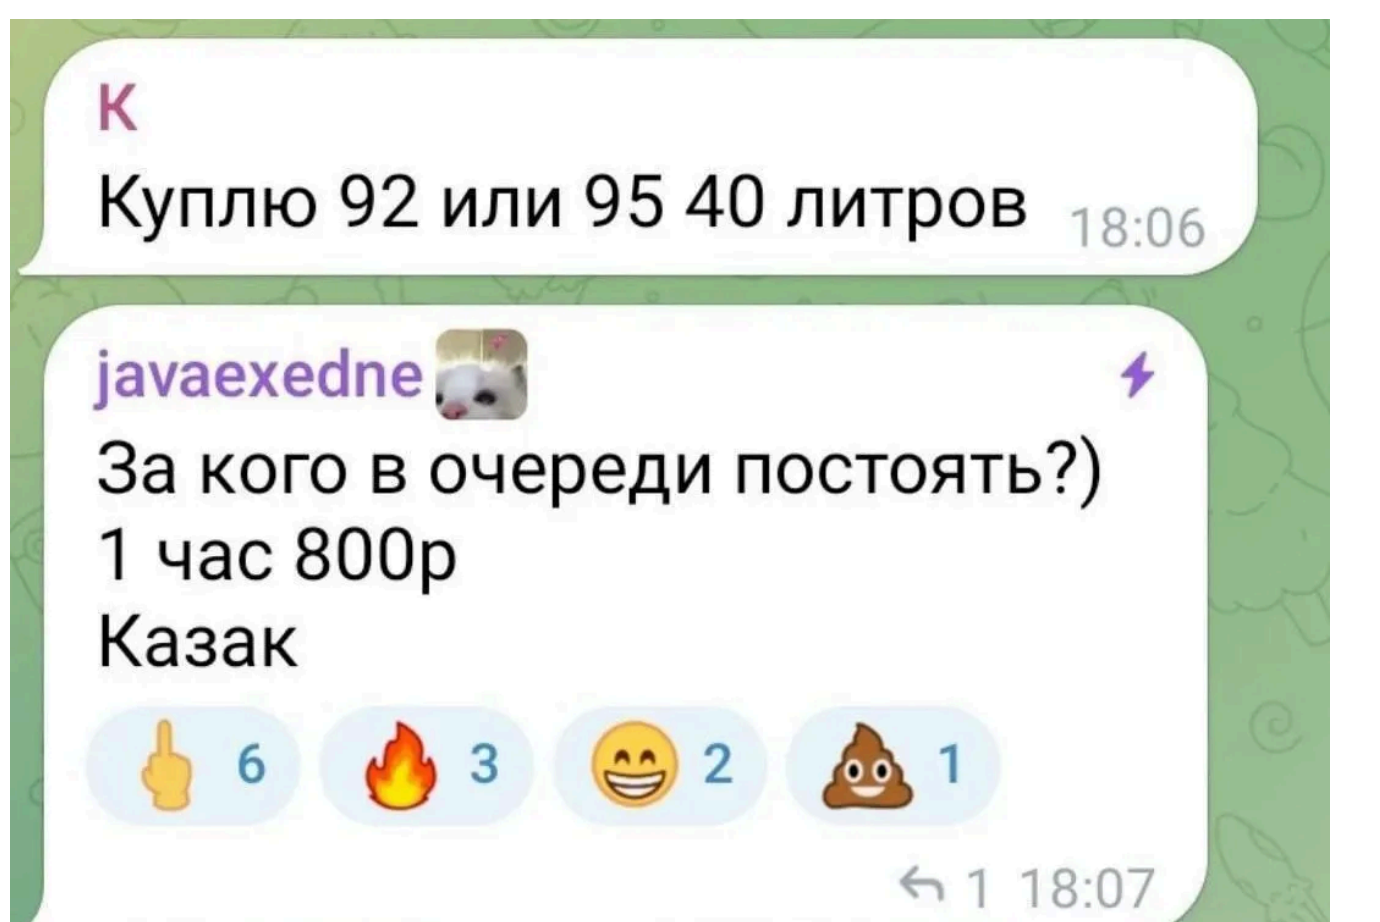 К
Куплю 92 или 95 40 литров
18:06
javaexedne
За кого в очереди постоять?)
1 час 800р
Казак
6 3 2 1
1 18:07